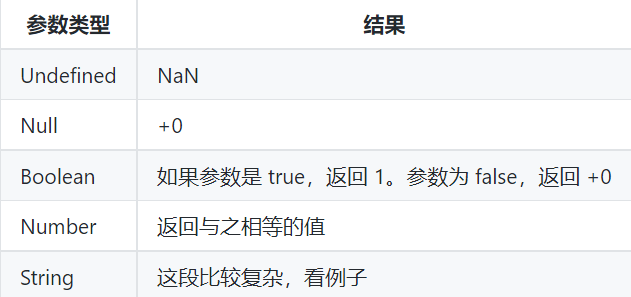 参数类型 结果
Undefined NaN
Null +0
Boolean 如果参数是 true，返回 1。参数为 false，返回 +0
Number 返回与之相等的值
String 这段比较复杂，看例子